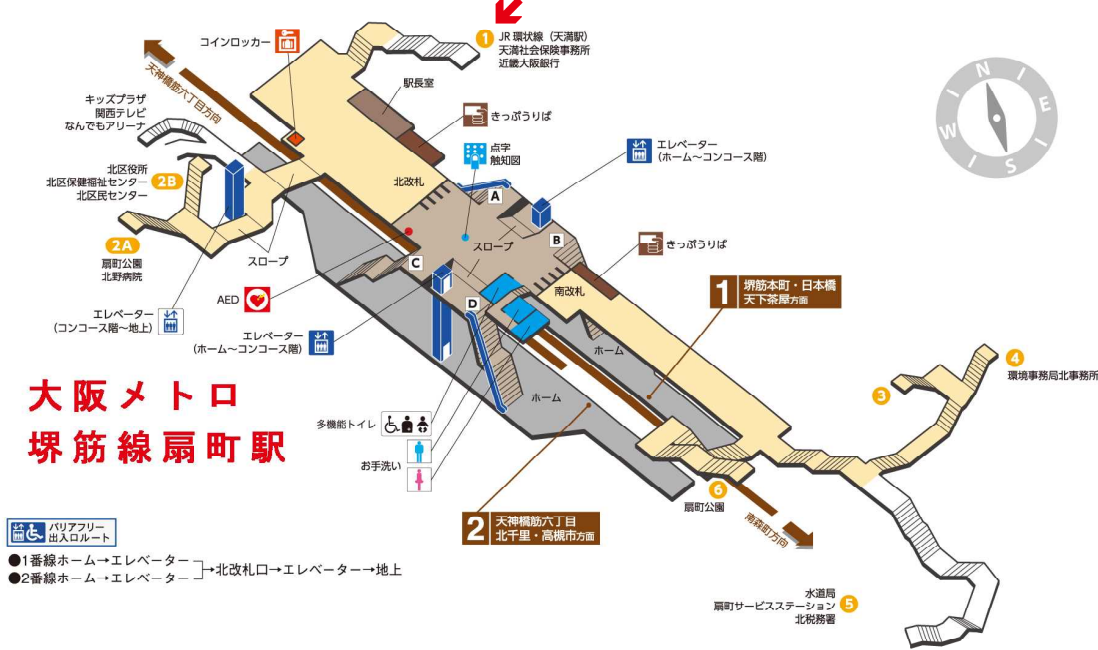 コインロッカー
1
JR環状線（天満駅）
天満社会保険事務所
近畿大阪銀行
天神橋筋六丁目方向
駅長室
きっぷうりば
点字
触知図
エレベーター
（ホーム～コンコース階）
N
E
S
W
キッズプラザ
関西テレビ
なんでもアリーナ
北改札
A
北区役所
北区保健福祉センター
北区民センター
2B
スロープ
B
きっぷうりば
2A
扇町公園
北野病院
スロープ
C
AED
D
南改札
1
堺筋本町・日本橋
天下茶屋方面
エレベーター
（コンコース階～地上）
エレベーター
（ホーム～コンコース階）
ホーム
4
環境事務局北事務所
3
大阪メトロ
堺筋線扇町駅
ホーム
多機能トイレ
お手洗い
6
扇町公園
2
天神橋筋六丁目
北千里・高槻市方面
南森町方向
バリアフリー
出入口ルート
●1番線ホーム→エレベーター
●2番線ホーム→エレベーター
→北改札口→エレベーター→地上
水道局
扇町サービスステーション
北税務署
5